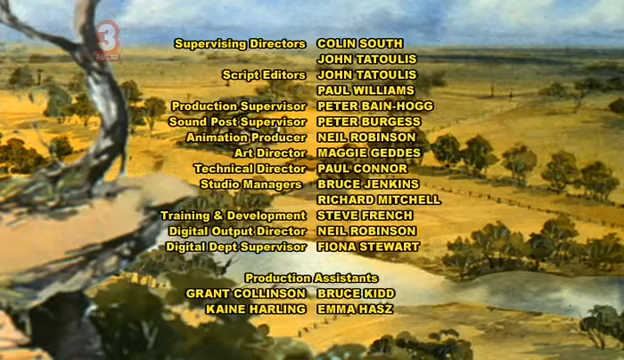 3
Supervising Directors COLIN SOUTH
JOHN TATOULIS
Script Editors JOHN TATOULIS
PAUL WILLIAMS
Production Supervisor PETER BAIN-HOGG
Sound Post Supervisor PETER BURGESS
Animation Producer NEIL ROBINSON
Art Director MAGGIE GEDDES
Technical Director PAUL CONNOR
Studio Managers BRUCE JENKINS
RICHARD MITCHELL
Training & Development STEVE FRENCH
Digital Output Director NEIL ROBINSON
Digital Dept Supervisor FIONA STEWART
Production Assistants
GRANT COLLINSON BRUCE KIDD
KAINE HARLING EMMA HASZ